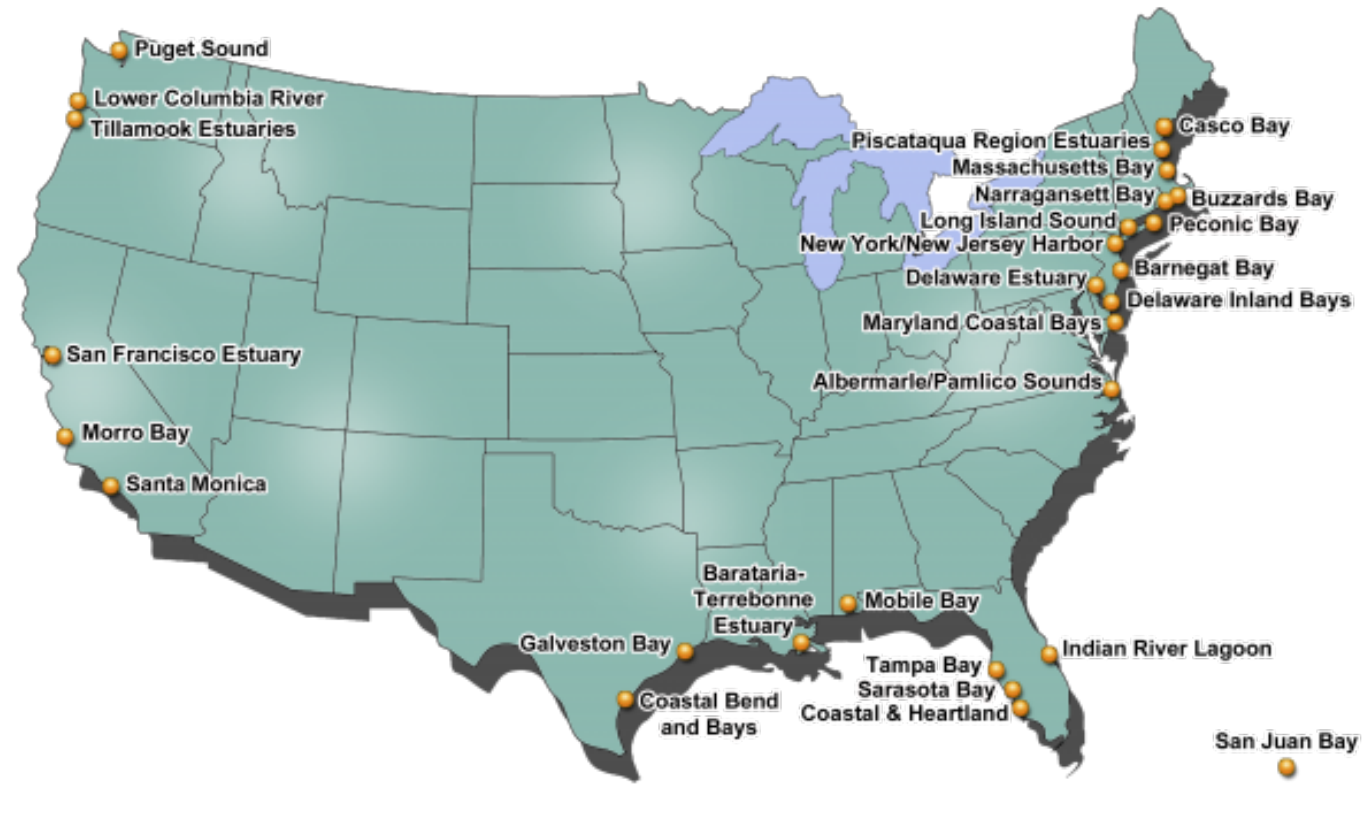 Puget Sound
Lower Columbia River
Tillamook Estuaries
Casco Bay
Piscataqua Region Estuaries
Massachusetts Bay
Narragansett Bay
Buzzards Bay
Long Island Sound
Peconic Bay
New York/New Jersey Harbor
Barnegat Bay
Delaware Estuary
Delaware Inland Bays
Maryland Coastal Bays
San Francisco Estuary
Albermarle/Pamlico Sounds
Morro Bay
Santa Monica
Barataria-
Terrebonne
Estuary
Mobile Bay
Galveston Bay
Indian River Lagoon
Tampa Bay
Sarasota Bay
Coastal & Heartland
Coastal Bend
and Bays
San Juan Bay